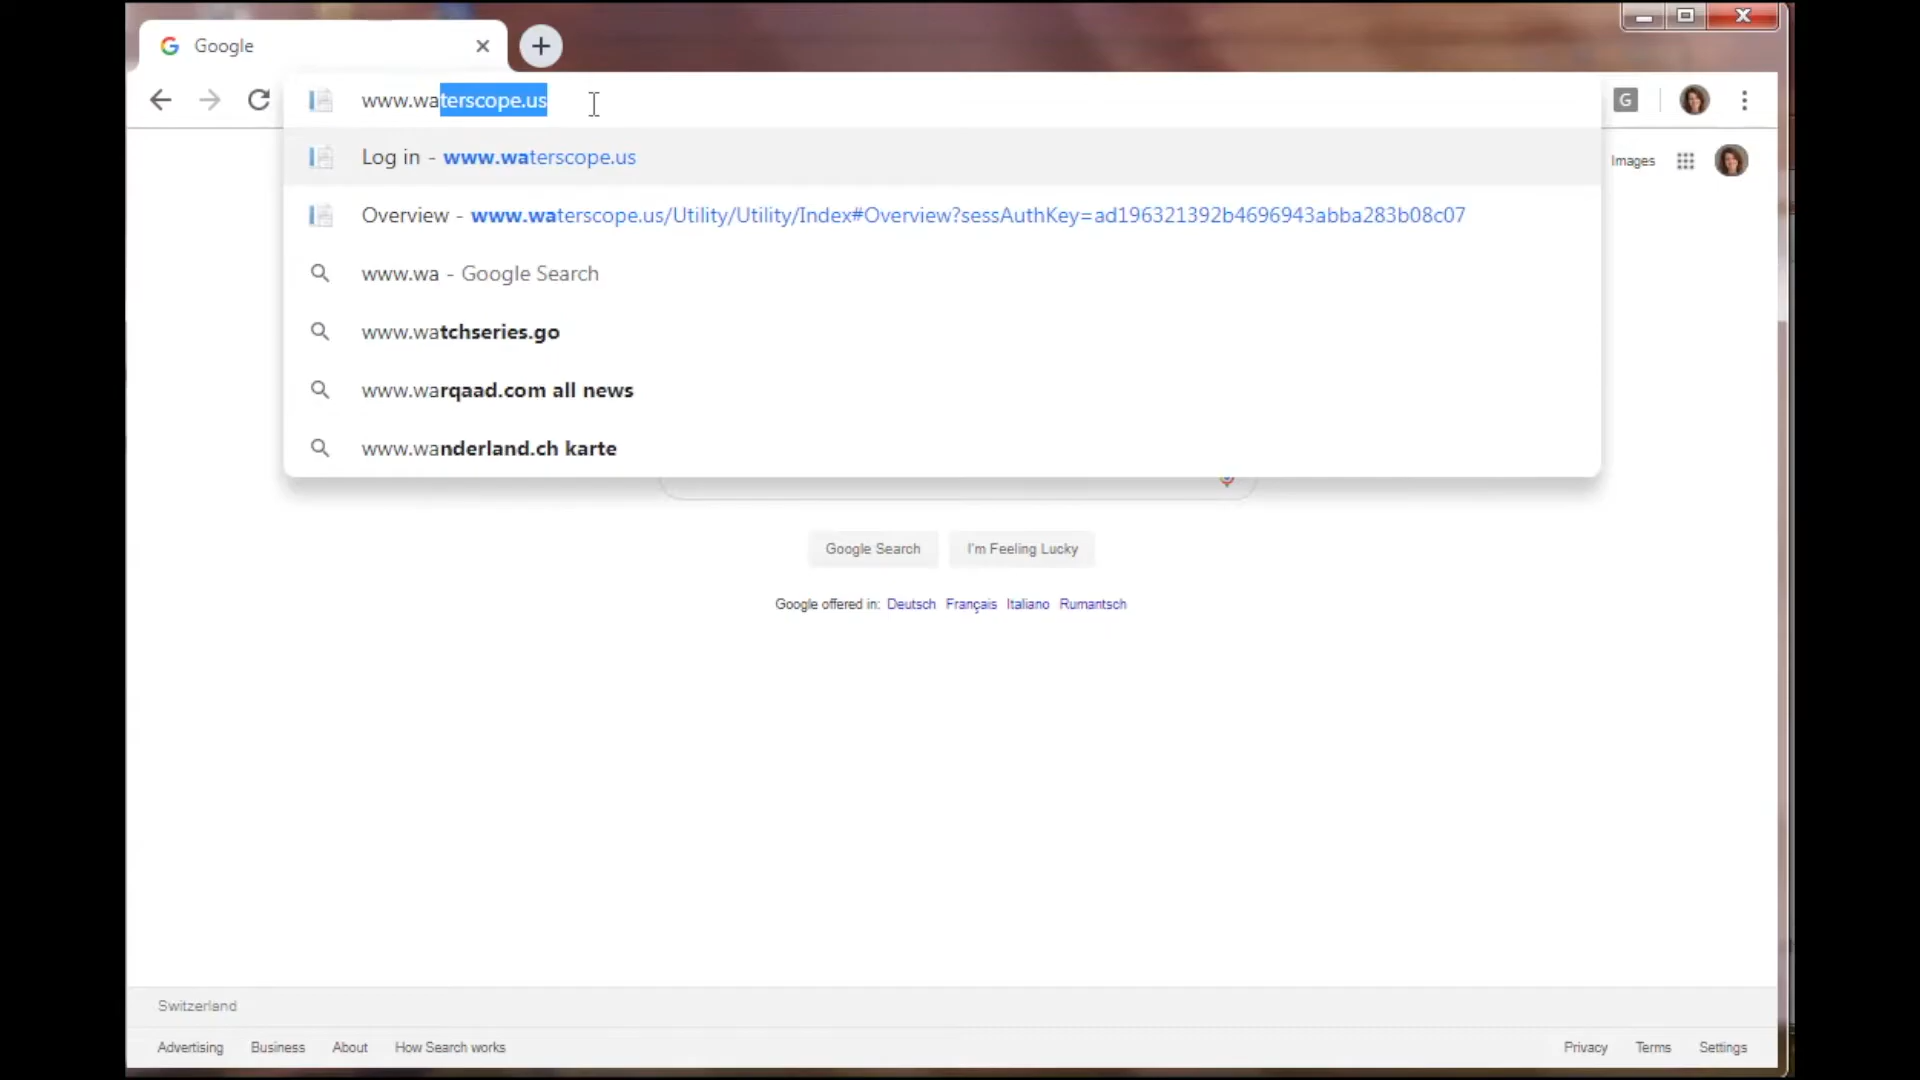 Google
www.waterscope.us
G
Log in - www.waterscope.us
Images
Overview - www.waterscope.us/Utility/Utility/Index#Overview?sessAuthKey=ad196321392b4696943abba283b08c07
www.wa - Google Search
www.watchseries.go
www.warqaad.com all news
www.wanderland.ch karte
Google Search I'm Feeling Lucky
Google offered in: Deutsch Français Italiano Rumantsch
Switzerland
Advertising Business About How Search works Privacy Terms Settings